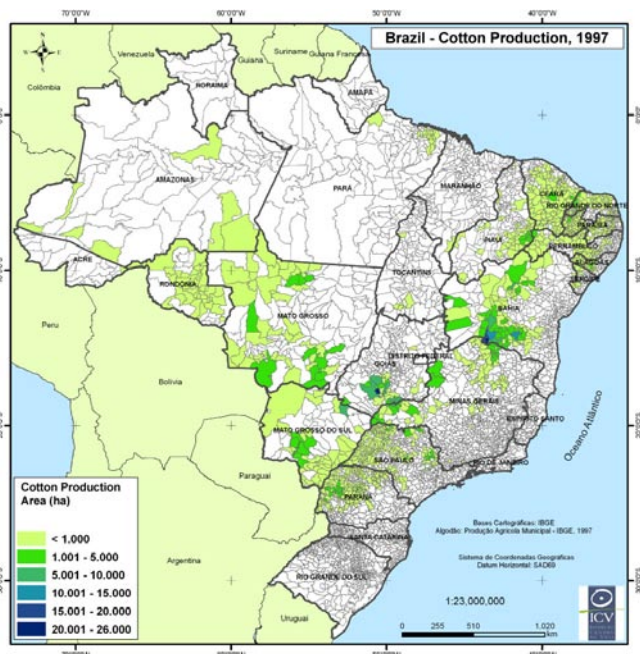 Brazil - Cotton Production, 1997
70°0'0"W
60°0'0"W
50°0'0"W
40°0'0"W
N
Venezuela
Suriname
Guiana
Guiana Francesa
Colômbia
RORAIMA
AMAPÁ
AMAZONAS
PARÁ
MARANHÃO
CEARÁ
RIO GRANDE DO NORTE
PARAÍBA
PIAUÍ
PERNAMBUCO
ALAGOAS
SERGIPE
ACRE
TOCANTINS
RONDÔNIA
BAHIA
MATO GROSSO
Peru
DISTRITO FEDERAL
GOIÁS
Bolívia
MINAS GERAIS
ESPÍRITO SANTO
MATO GROSSO DO SUL
Oceano Atlântico
SÃO PAULO
RIO DE JANEIRO
Paraguai
PARANÁ
SANTA CATARINA
Argentina
RIO GRANDE DO SUL
Uruguai
Cotton Production
Area (ha)
< 1,000
1.001 - 5.000
5.001 - 10.000
10.001 - 15.000
15.001 - 20.000
20.001 - 26.000
Bases Cartográficas: IBGE
Algodão: Produção Agrícola Municipal - IBGE, 1997
Sistema de Coordenadas Geográficas
Datum Horizontal: SAD69
1:23,000,000
0 255 510 1,020
km
ICV